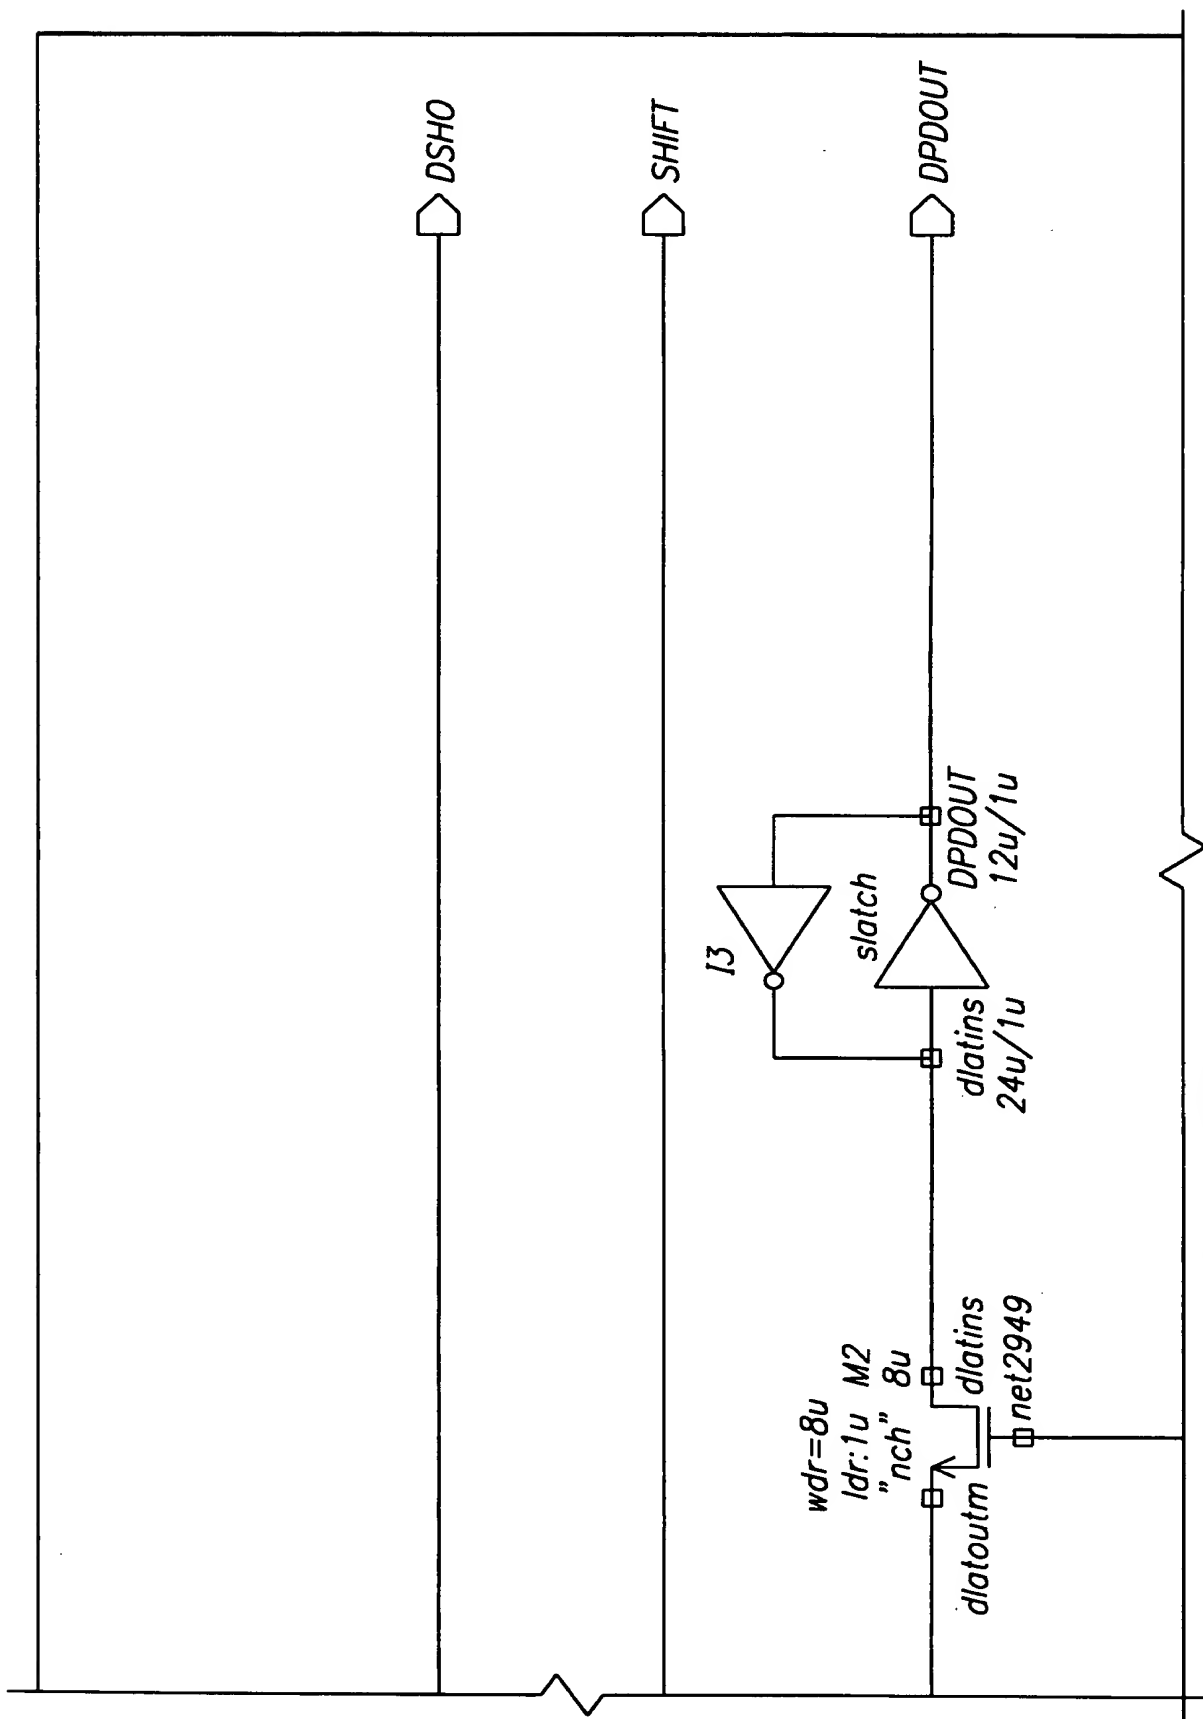 DSHO
SHIFT
DPDOUT
I3
slatch
DPDOUT
12u/1u
dlatins
24u/1u
wdr=8u
ldr:1u M2
"nch" 8u
dlatins
net2949
dlatoutm